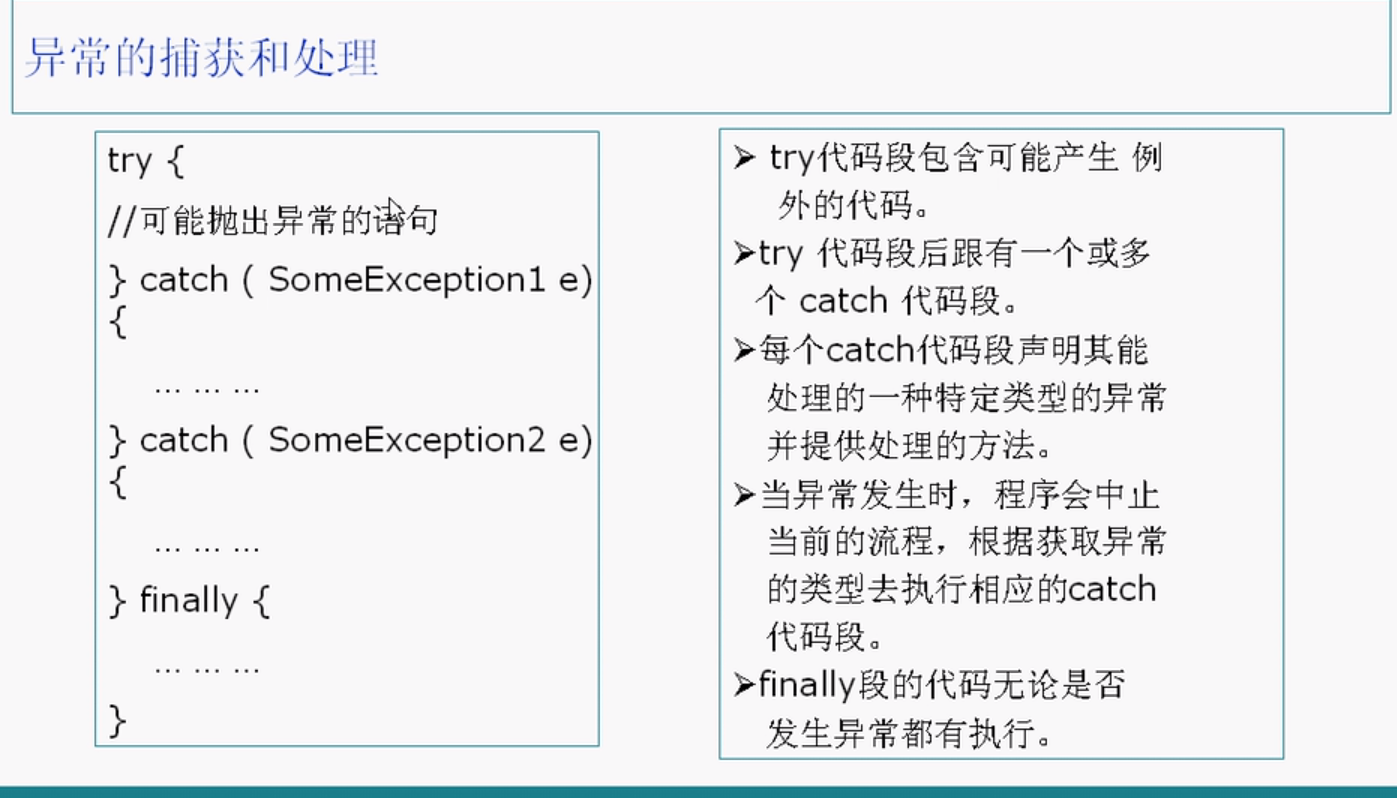 异常的捕获和处理
try {
//可能抛出异常的语句
} catch ( SomeException1 e)
{
... ... ...
} catch ( SomeException2 e)
{
... ... ...
} finally {
... ... ...
}
➢ try代码段包含可能产生 例
外的代码。
➢try 代码段后跟有一个或多
个 catch 代码段。
➢每个catch代码段声明其能
处理的一种特定类型的异常
并提供处理的方法。
➢当异常发生时，程序会中止
当前的流程，根据获取异常
的类型去执行相应的catch
代码段。
➢finally段的代码无论是否
发生异常都有执行。